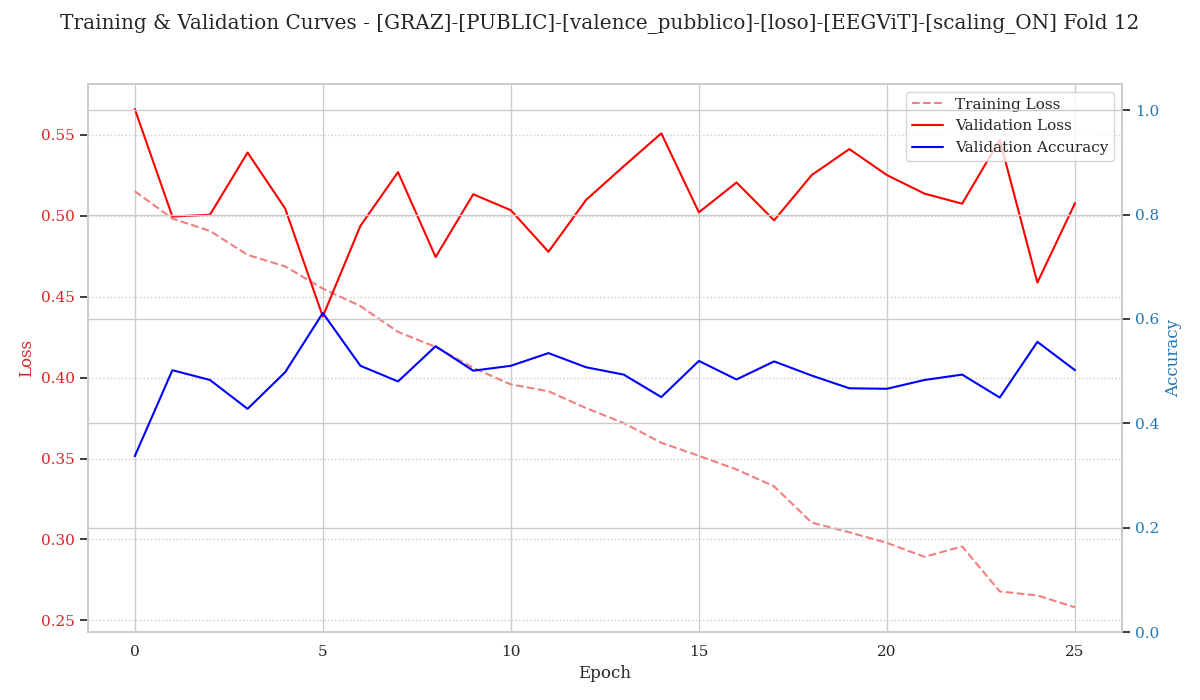 Training & Validation Curves - [GRAZ]-[PUBLIC]-[valence_pubblico]-[loso]-[EEGViT]-[scaling_ON] Fold 12
Training Loss
Validation Loss
Validation Accuracy
0.55
0.50
0.45
0.40
0.35
0.30
0.25
Loss
1.0
0.8
0.6
0.4
0.2
0.0
Accuracy
0
5
10
15
20
25
Epoch